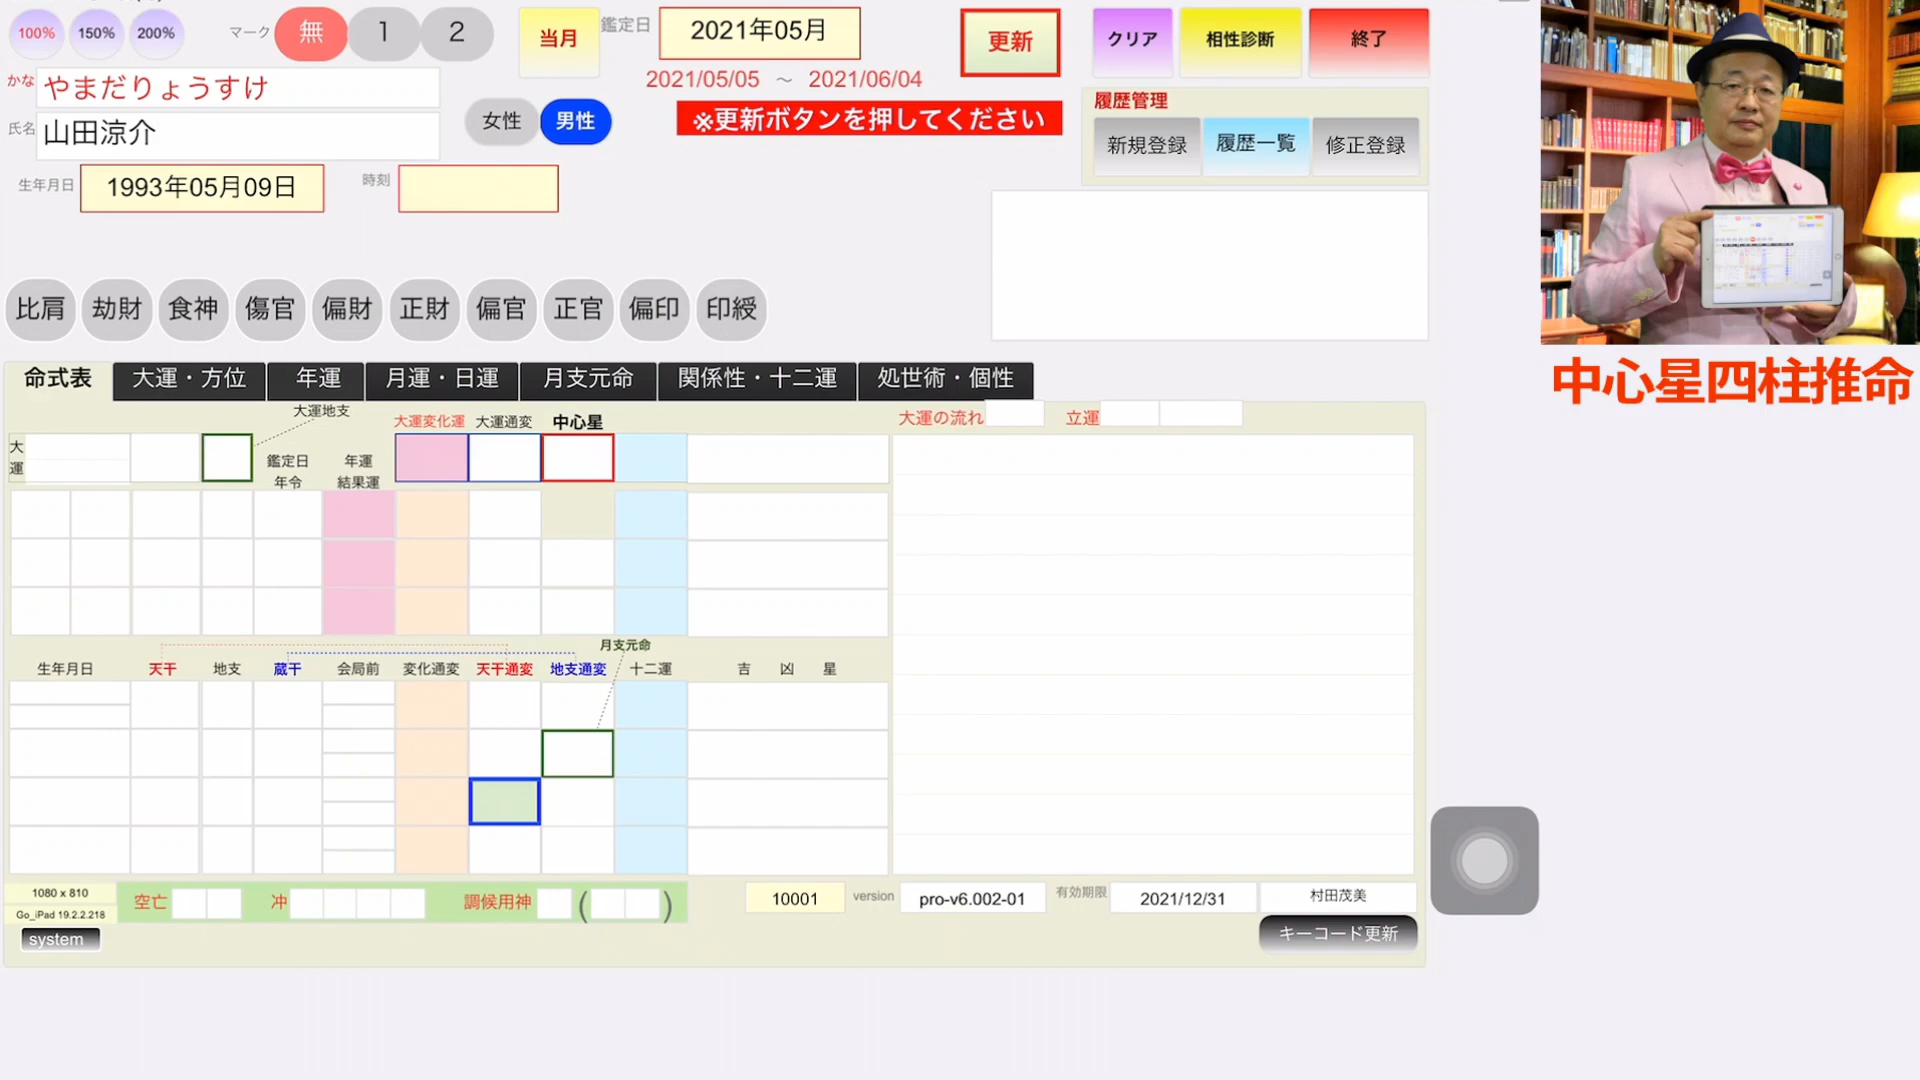 100% 150% 200%
マーク 無 1 2
当月
鑑定日 2021年05月
2021/05/05 ～ 2021/06/04
更新
クリア 相性診断 終了
かな やまだりょうすけ
氏名 山田涼介
女性 男性
※更新ボタンを押してください
履歴管理
新規登録 履歴一覧 修正登録
生年月日 1993年05月09日
時刻
比肩 劫財 食神 傷官 偏財 正財 偏官 正官 偏印 印綬
中心星四柱推命
命式表 大運・方位 年運 月運・日運 月支元命 関係性・十二運 処世術・個性
大運地支
大運変化運 大運通変 中心星
大運の流れ 立運
大運
鑑定日年令
年運結果運
月支元命
生年月日 天干 地支 蔵干 会局前 変化通変 天干通変 地支通変 十二運 吉 凶 星
1080 x 810
Go_iPad 19.2.2.218
空亡 冲 調候用神 ( )
10001
version pro-v6.002-01
有効期限 2021/12/31
村田茂美
system
キーコード更新